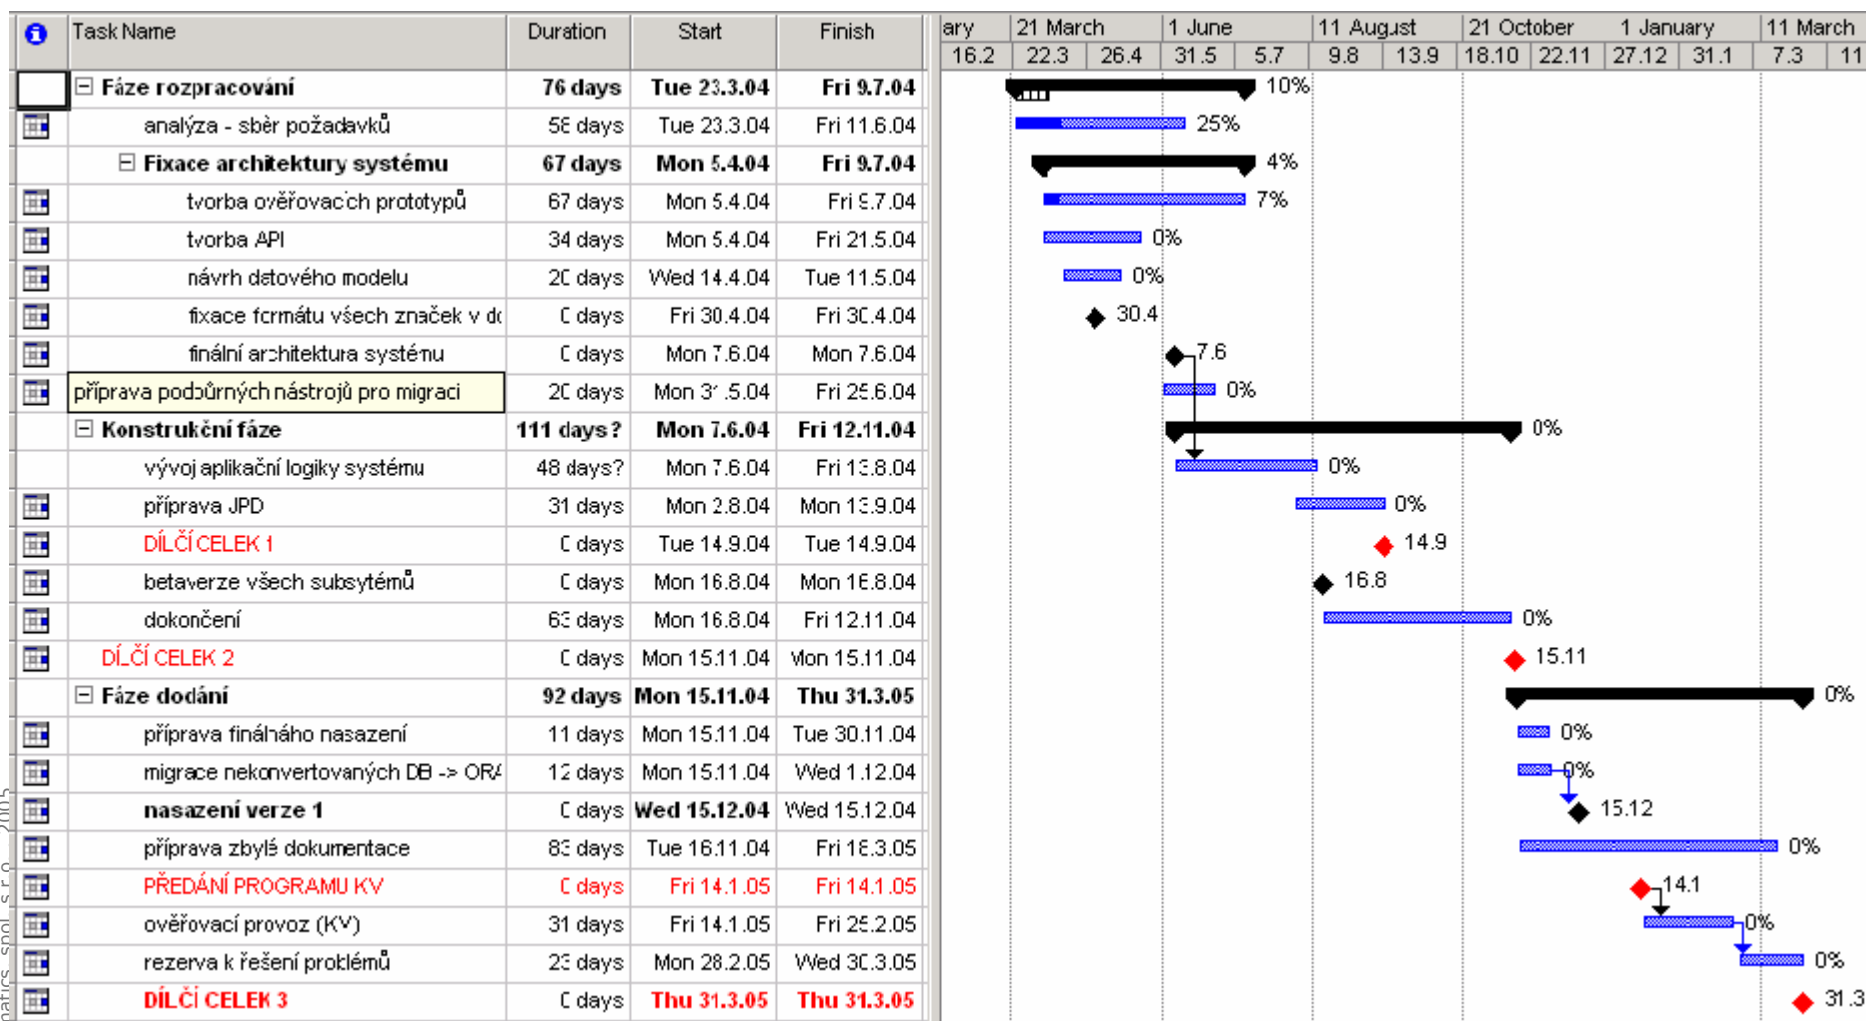 Task Name Duration Start Finish ary 21 March 1 June 11 August 21 October 1 January 11 March
16.2 22.3 26.4 31.5 5.7 9.8 13.9 18.10 22.11 27.12 31.1 7.3 11
Fáze rozpracování 76 days Tue 23.3.04 Fri 9.7.04 10%
analýza - sběr požadavků 58 days Tue 23.3.04 Fri 11.6.04 25%
Fixace architektury systému 67 days Mon 5.4.04 Fri 9.7.04 4%
tvorba ověřovacích prototypů 67 days Mon 5.4.04 Fri 9.7.04 7%
tvorba API 34 days Mon 5.4.04 Fri 21.5.04 0%
návrh datového modelu 20 days Wed 14.4.04 Tue 11.5.04 0%
fixace formátu všech značek v do 0 days Fri 30.4.04 Fri 30.4.04 30.4
finální architektura systému 0 days Mon 7.6.04 Mon 7.6.04 7.6
příprava podpůrných nástrojů pro migraci 20 days Mon 31.5.04 Fri 25.6.04 0%
Konstrukční fáze 111 days? Mon 7.6.04 Fri 12.11.04 0%
vývoj aplikační logiky systému 48 days? Mon 7.6.04 Fri 13.8.04 0%
příprava JPD 31 days Mon 2.8.04 Mon 13.9.04 0%
DÍLČÍ CELEK 1 0 days Tue 14.9.04 Tue 14.9.04 14.9
betaverze všech subsytémů 0 days Mon 16.8.04 Mon 16.8.04 16.8
dokončení 63 days Mon 16.8.04 Fri 12.11.04 0%
DÍLČÍ CELEK 2 0 days Mon 15.11.04 Mon 15.11.04 15.11
Fáze dodání 92 days Mon 15.11.04 Thu 31.3.05 0%
příprava finálného nasazení 11 days Mon 15.11.04 Tue 30.11.04 0%
migrace nekonvertovaných DB -> ORA 12 days Mon 15.11.04 Wed 1.12.04 0%
nasazení verze 1 0 days Wed 15.12.04 Wed 15.12.04 15.12
příprava zbylé dokumentace 83 days Tue 16.11.04 Fri 18.3.05 0%
PŘEDÁNÍ PROGRAMU KV 0 days Fri 14.1.05 Fri 14.1.05 14.1
ověřovací provoz (KV) 31 days Fri 14.1.05 Fri 25.2.05 0%
rezerva k řešení problémů 23 days Mon 28.2.05 Wed 30.3.05 0%
DÍLČÍ CELEK 3 0 days Thu 31.3.05 Thu 31.3.05 31.3